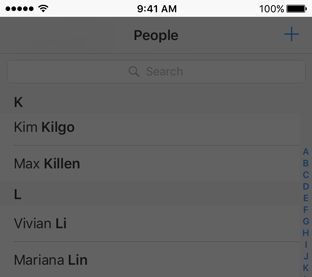 9:41 AM 100%
People +
Search
K
Kim Kilgo
Max Killen
L
Vivian Li
Mariana Lin
A
B
C
D
E
F
G
H
I
J
K